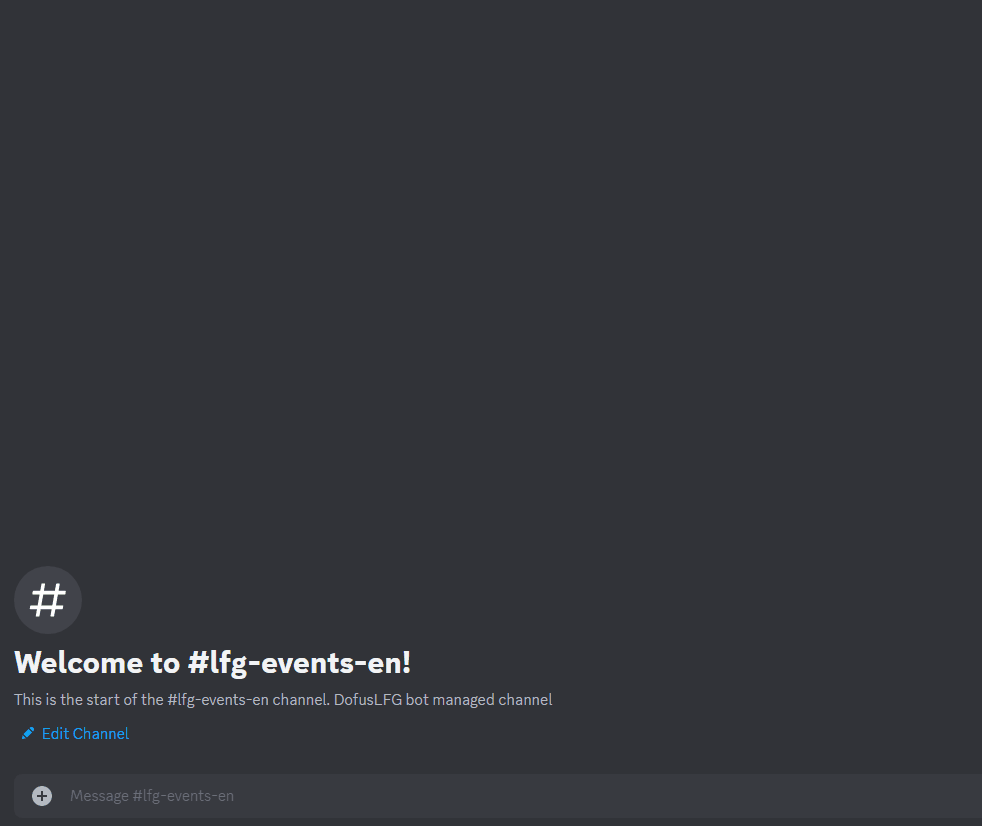 #
Welcome to #lfg-events-en!
This is the start of the #lfg-events-en channel. DofusLFG bot managed channel
Edit Channel
Message #lfg-events-en